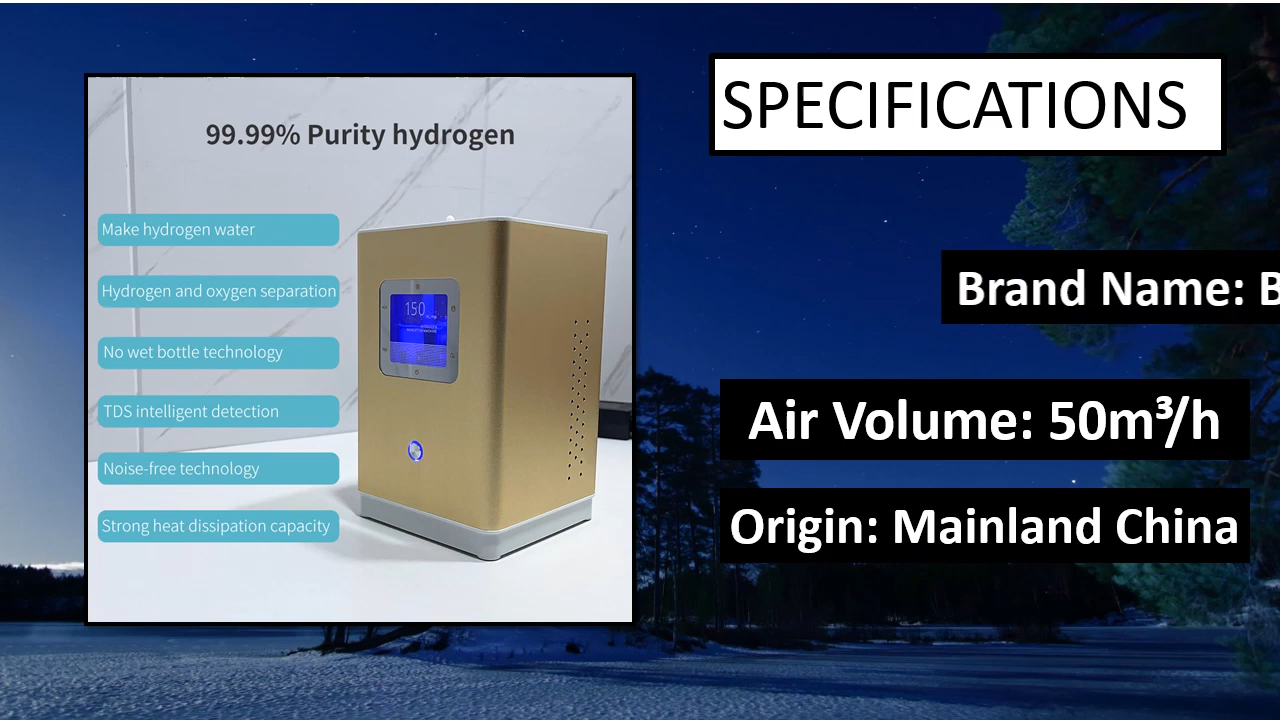 99.99% Purity hydrogen
Make hydrogen water
Hydrogen and oxygen separation
No wet bottle technology
TDS intelligent detection
Noise-free technology
Strong heat dissipation capacity
150
SPECIFICATIONS
Brand Name:
Air Volume: 50m³/h
Origin: Mainland China